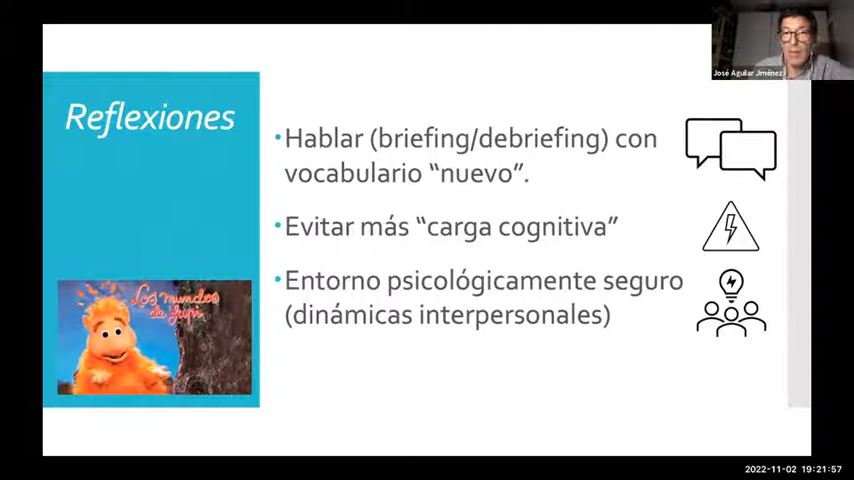 José Aguilar Jiménez
Reflexiones
•Hablar (briefing/debriefing) con
vocabulario “nuevo”.
•Evitar más “carga cognitiva”
•Entorno psicológicamente seguro
(dinámicas interpersonales)
Los mundos
de Yupi
2022-11-02 19:21:57